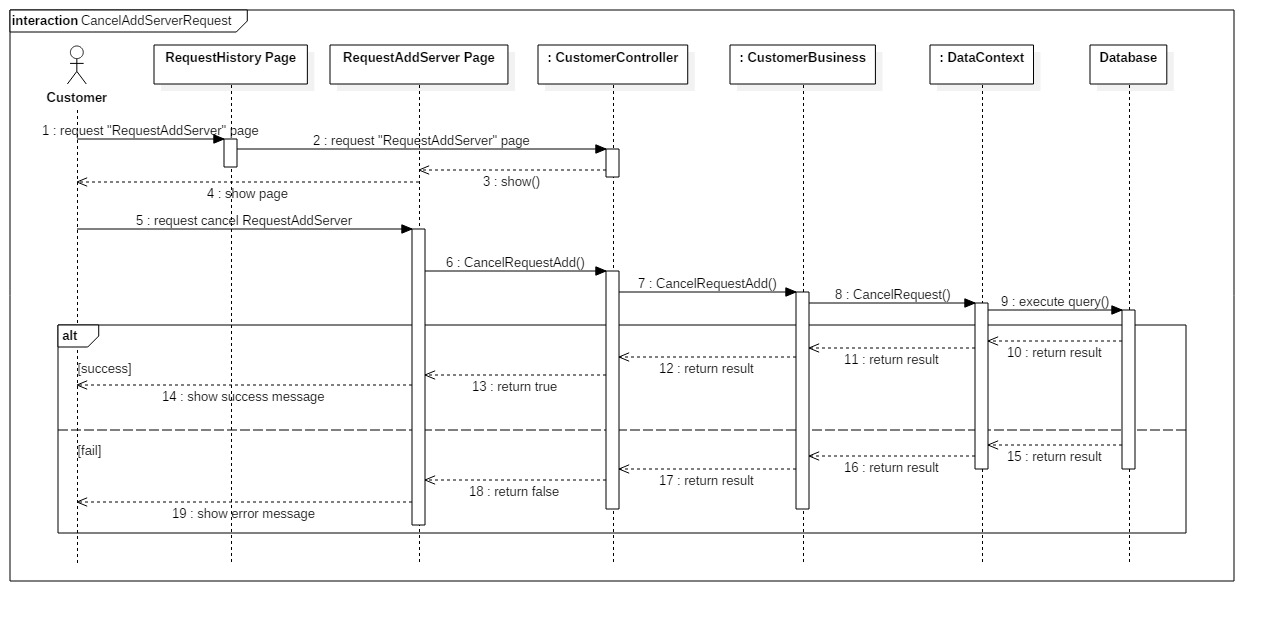 interaction CancelAddServerRequest
RequestHistory Page
RequestAddServer Page
: CustomerController
: CustomerBusiness
: DataContext
Database
Customer
1 : request "RequestAddServer" page
2 : request "RequestAddServer" page
3 : show()
4 : show page
5 : request cancel RequestAddServer
6 : CancelRequestAdd()
7 : CancelRequestAdd()
8 : CancelRequest()
9 : execute query()
alt
10 : return result
11 : return result
12 : return result
[success]
13 : return true
14 : show success message
[fail]
15 : return result
16 : return result
17 : return result
18 : return false
19 : show error message